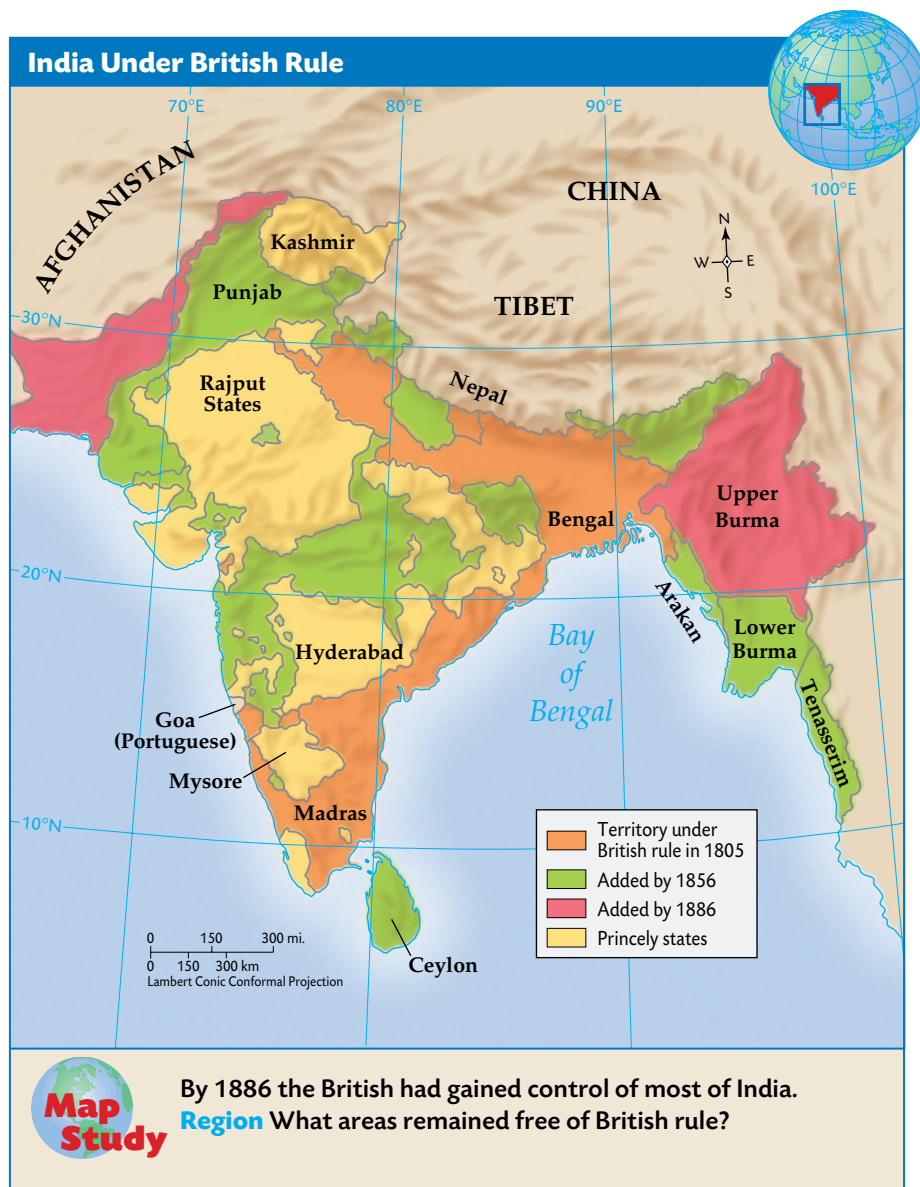 India Under British Rule
70°E
80°E
90°E
100°E
AFGHANISTAN
CHINA
N
W
E
S
Kashmir
Punjab
TIBET
30°N
Rajput
States
Nepal
Upper
Burma
Bengal
20°N
Arakan
Lower
Burma
Hyderabad
Bay
of
Bengal
Tenasserim
Goa
(Portuguese)
Mysore
Madras
10°N
Territory under
British rule in 1805
Added by 1856
Added by 1886
Princely states
0 150 300 mi.
0 150 300 km
Lambert Conic Conformal Projection
Ceylon
Map
Study
By 1886 the British had gained control of most of India.
Region What areas remained free of British rule?